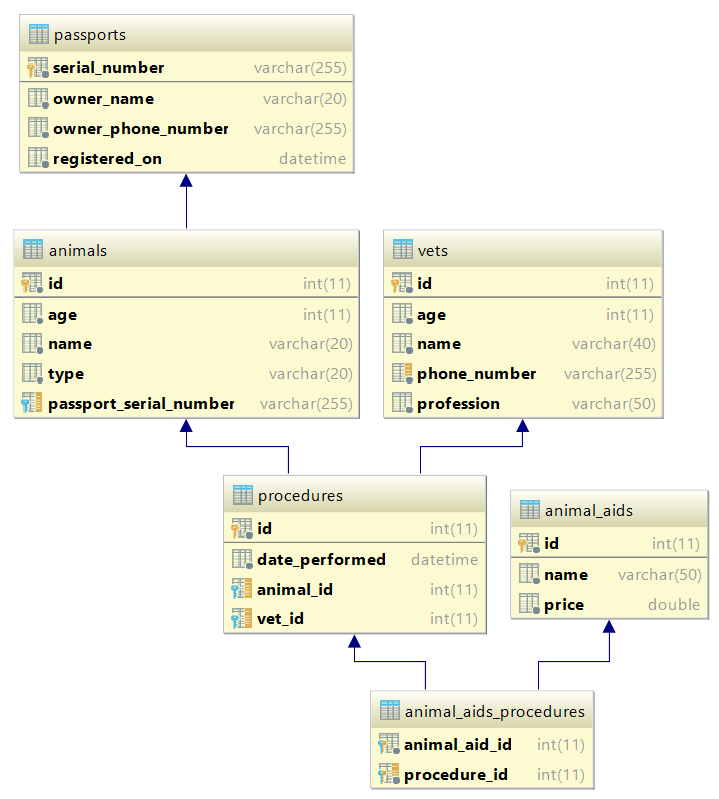 passports
serial_number varchar(255)
owner_name varchar(20)
owner_phone_number varchar(255)
registered_on datetime
animals
id int(11)
age int(11)
name varchar(20)
type varchar(20)
passport_serial_number varchar(255)
vets
id int(11)
age int(11)
name varchar(40)
phone_number varchar(255)
profession varchar(50)
procedures
id int(11)
date_performed datetime
animal_id int(11)
vet_id int(11)
animal_aids
id int(11)
name varchar(50)
price double
animal_aids_procedures
animal_aid_id int(11)
procedure_id int(11)